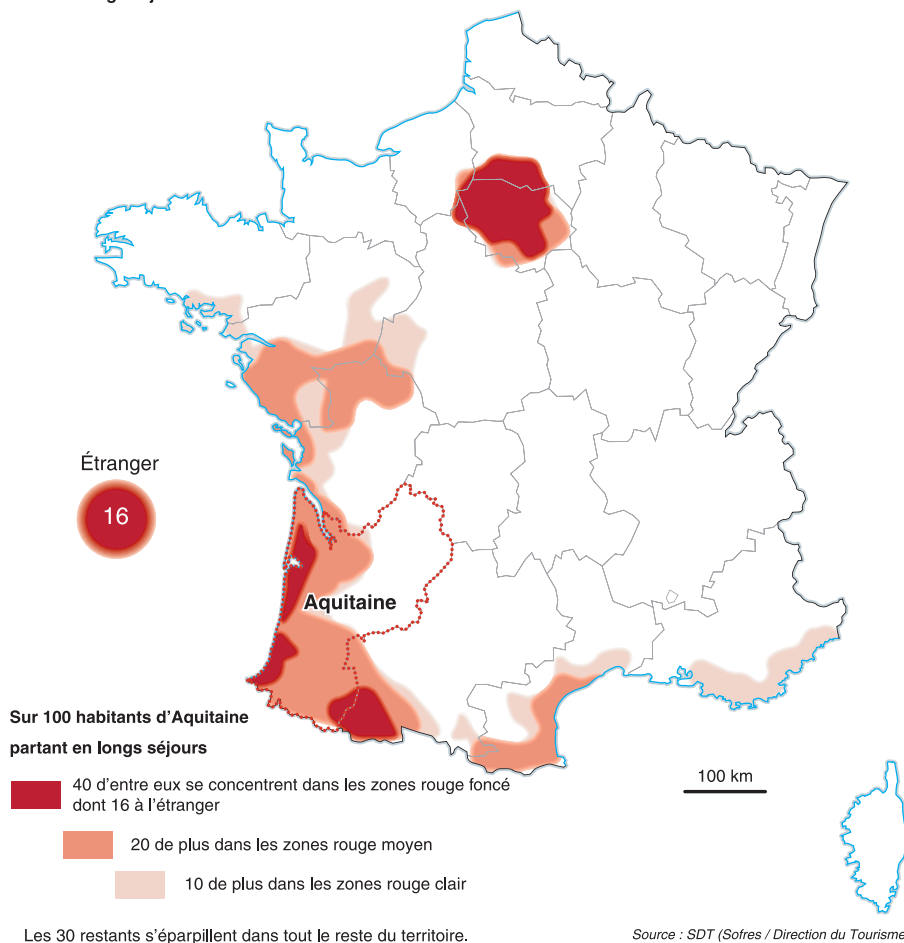 Étranger
16
Aquitaine
Sur 100 habitants d’Aquitaine
partant en longs séjours
40 d’entre eux se concentrent dans les zones rouge foncé
dont 16 à l’étranger
20 de plus dans les zones rouge moyen
10 de plus dans les zones rouge clair
100 km
Les 30 restants s’éparpillent dans tout le reste du territoire.
Source : SDT (Sofres / Direction du Tourisme